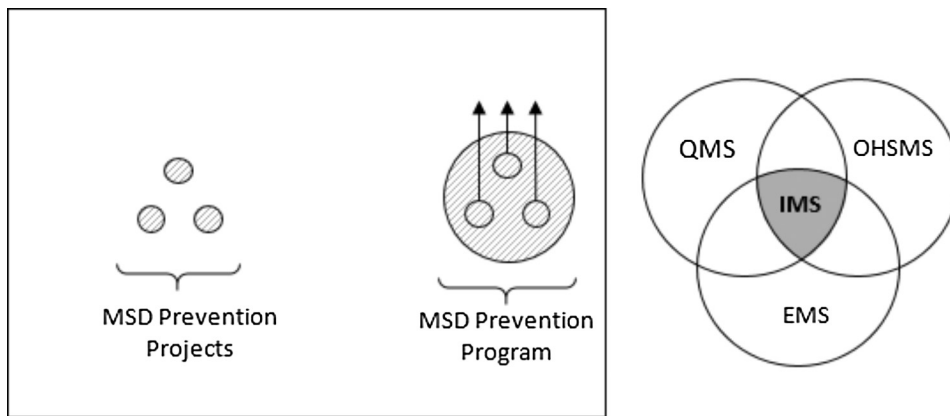 MSD Prevention
Projects
MSD Prevention
Program
QMS
OHSMS
IMS
EMS